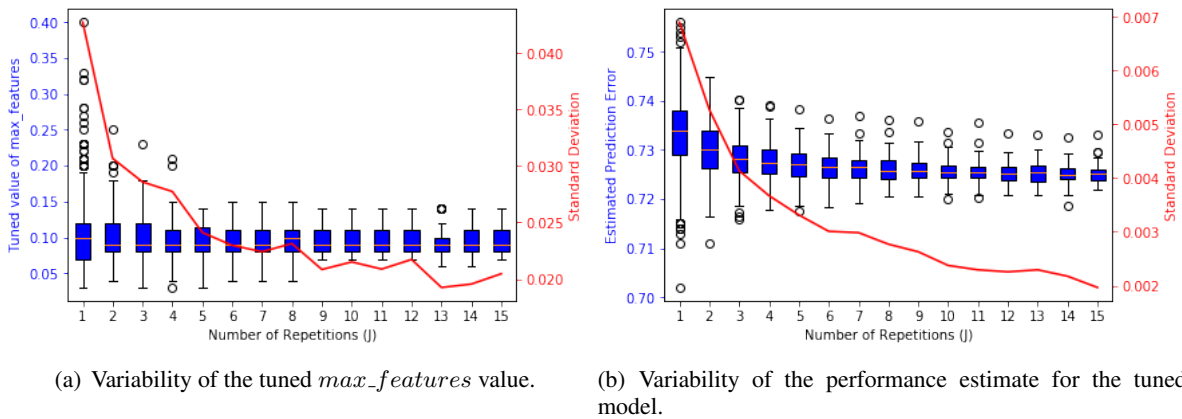 0.40
0.35
0.30
0.25
0.20
0.15
0.10
0.05
Tuned value of max_features
0.040
0.035
0.030
0.025
0.020
Standard Deviation
1 2 3 4 5 6 7 8 9 10 11 12 13 14 15
Number of Repetitions (J)
(a) Variability of the tuned max_features value.
0.75
0.74
0.73
0.72
0.71
0.70
Estimated Prediction Error
0.007
0.006
0.005
0.004
0.003
0.002
Standard Deviation
1 2 3 4 5 6 7 8 9 10 11 12 13 14 15
Number of Repetitions (J)
(b) Variability of the performance estimate for the tuned
model.